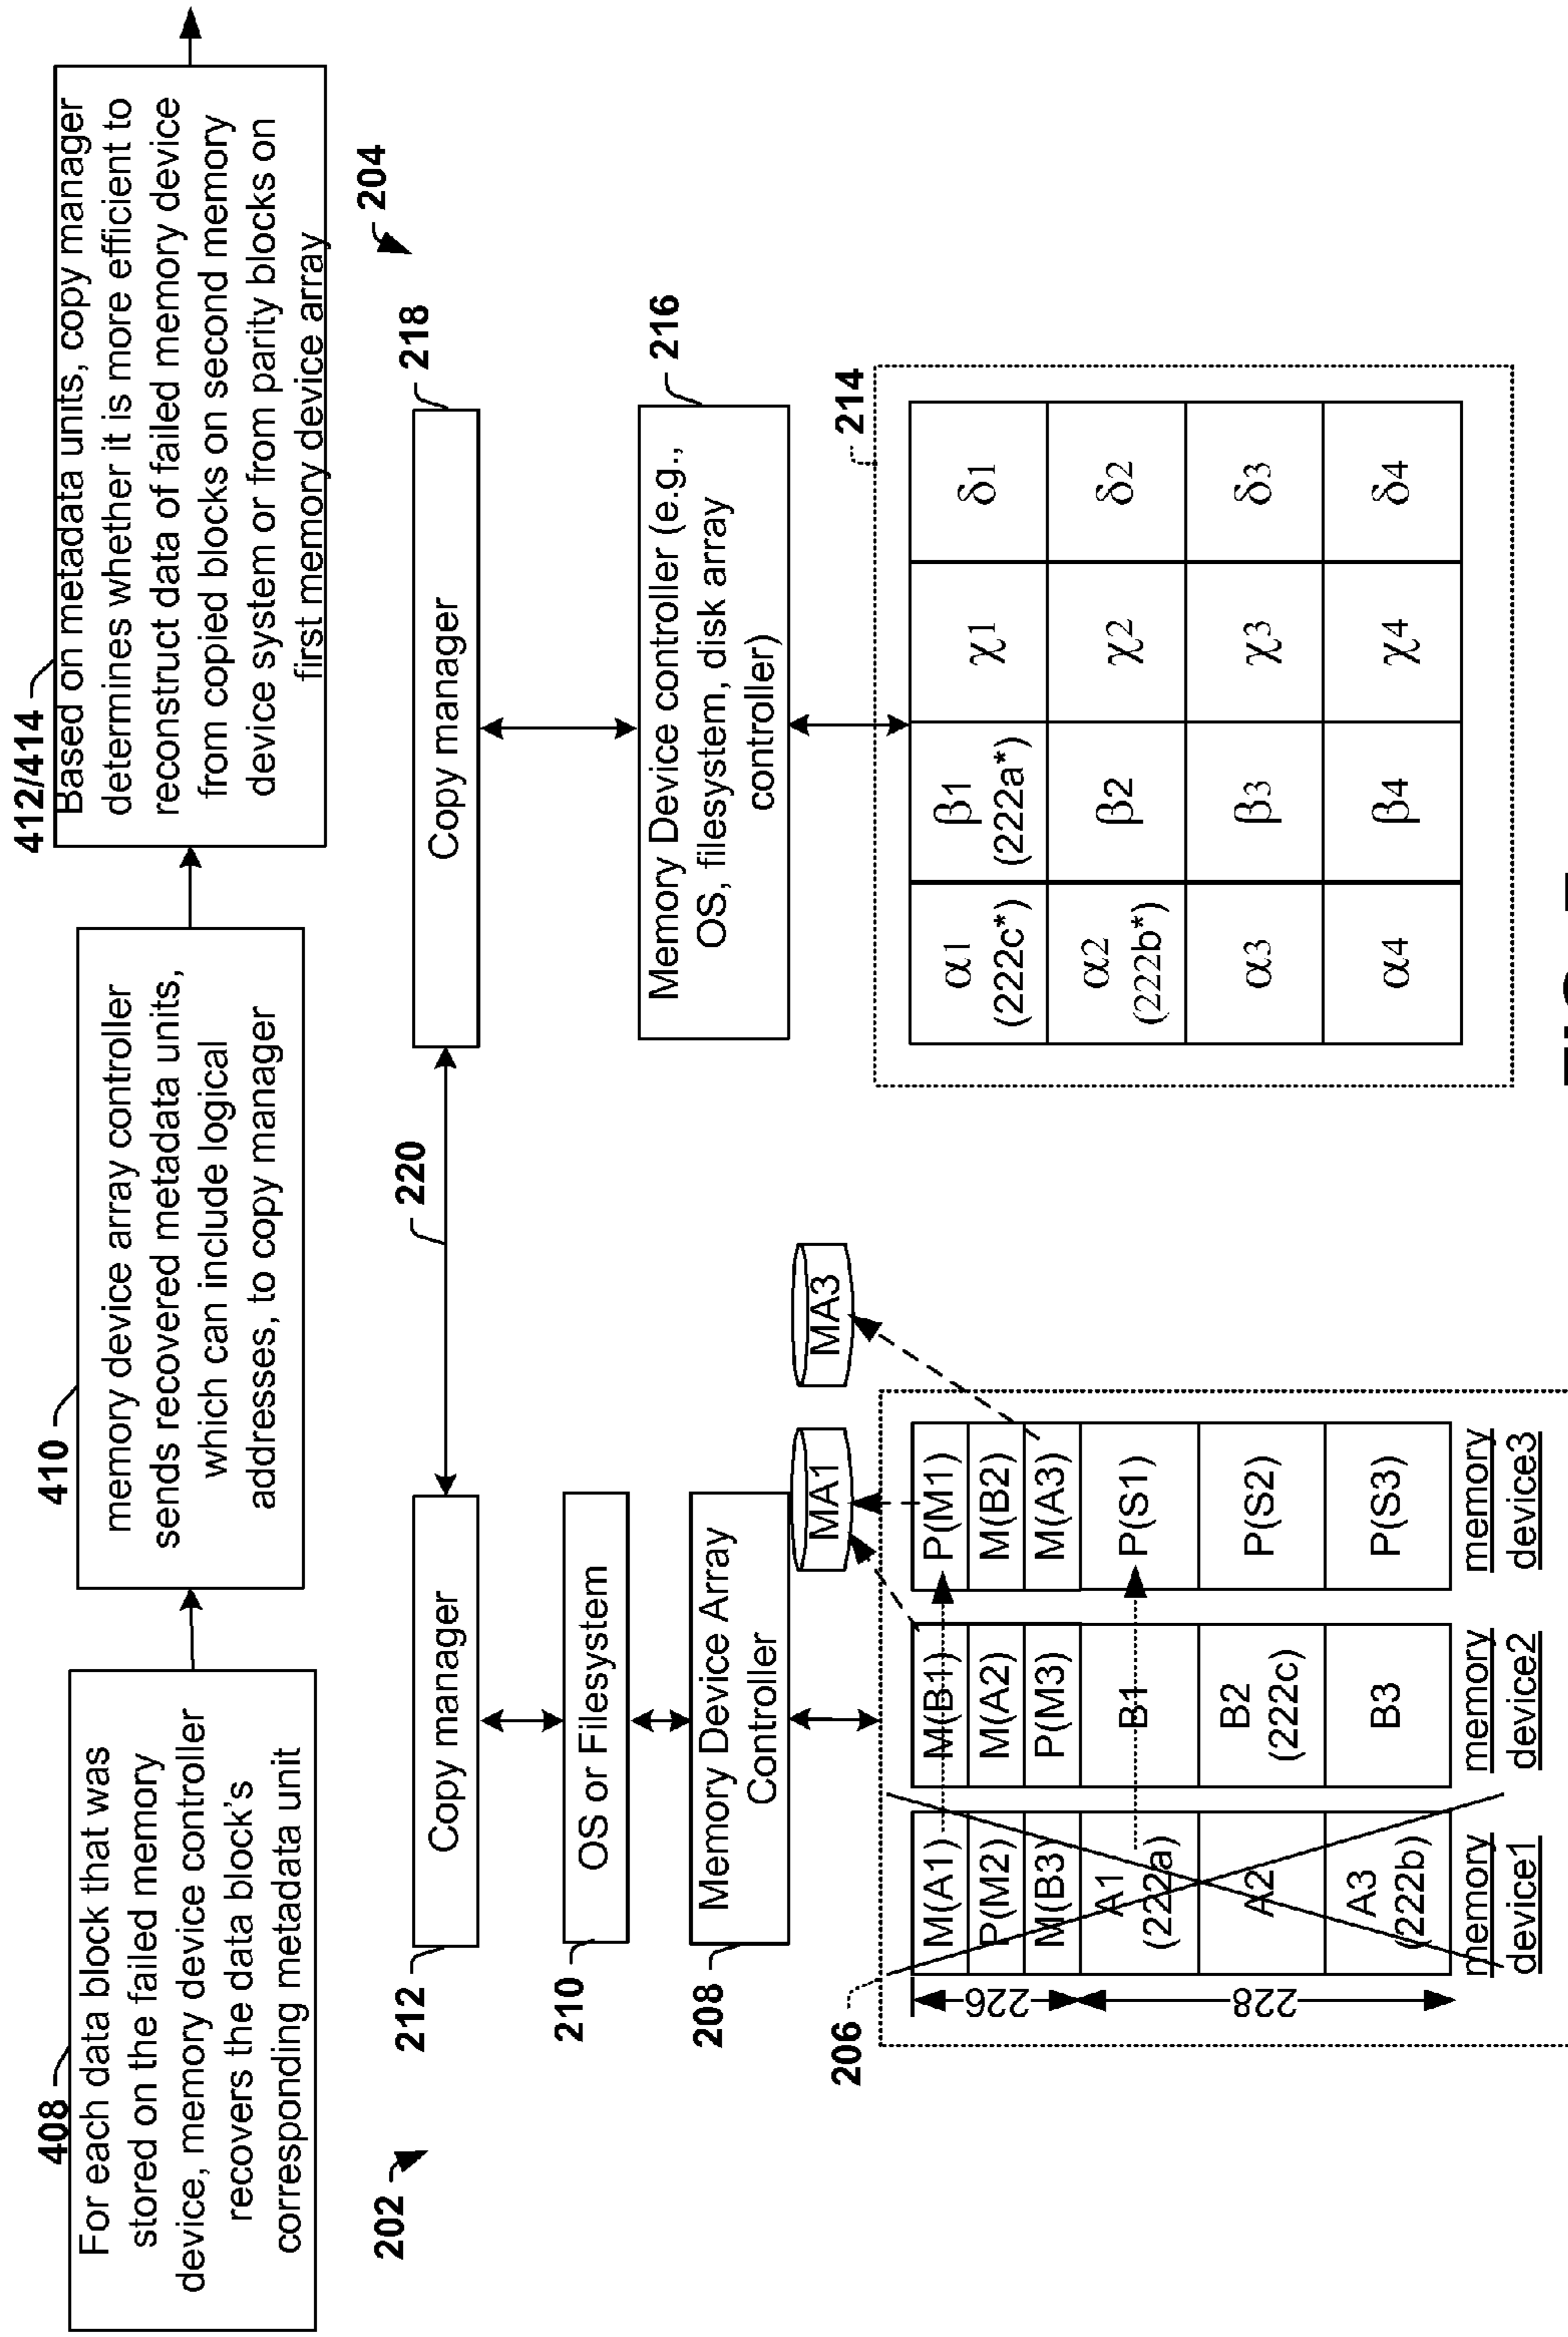 408
For each data block that was
stored on the failed memory
device, memory device controller
recovers the data block's
corresponding metadata unit
410
memory device array controller
sends recovered metadata units,
which can include logical
addresses, to copy manager
412/414
Based on metadata units, copy manager
determines whether it is more efficient to
reconstruct data of failed memory device
from copied blocks on second memory
device system or from parity blocks on
first memory device array
202
204
212
Copy manager
220
218
Copy manager
210
OS or Filesystem
216
Memory Device controller (e.g.,
OS, filesystem, disk array
controller)
208
Memory Device Array
Controller
MA1
MA3
206
226
228
M(A1)
P(M2)
M(B3)
A1
(222a)
A2
A3
(222b)
memory
device1
M(B1)
M(A2)
P(M3)
B1
B2
(222c)
B3
memory
device2
P(M1)
M(B2)
M(A3)
P(S1)
P(S2)
P(S3)
memory
device3
214
α1
(222c*)
β1
(222a*)
χ1
δ1
α2
(222b*)
β2
χ2
δ2
α3
β3
χ3
δ3
α4
β4
χ4
δ4